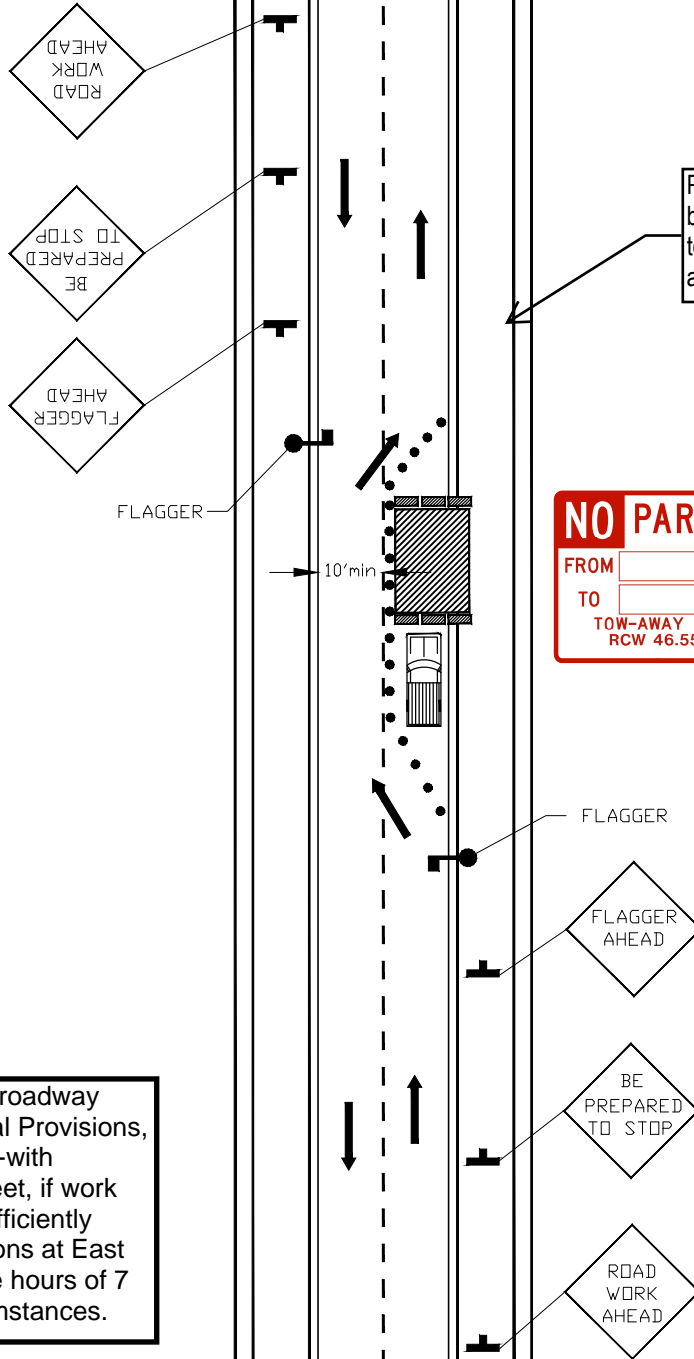 ROAD
WORK
AHEAD
BE
PREPARED
TO STOP
FLAGGER
AHEAD
FLAGGER
10'min
NO PAR
FROM
TO
TOW-AWAY
RCW 46.55
FLAGGER
FLAGGER
AHEAD
BE
PREPARED
TO STOP
ROAD
WORK
AHEAD
roadway
al Provisions,
-with
eet, if work
fficiently
ons at East
e hours of 7
mstances.